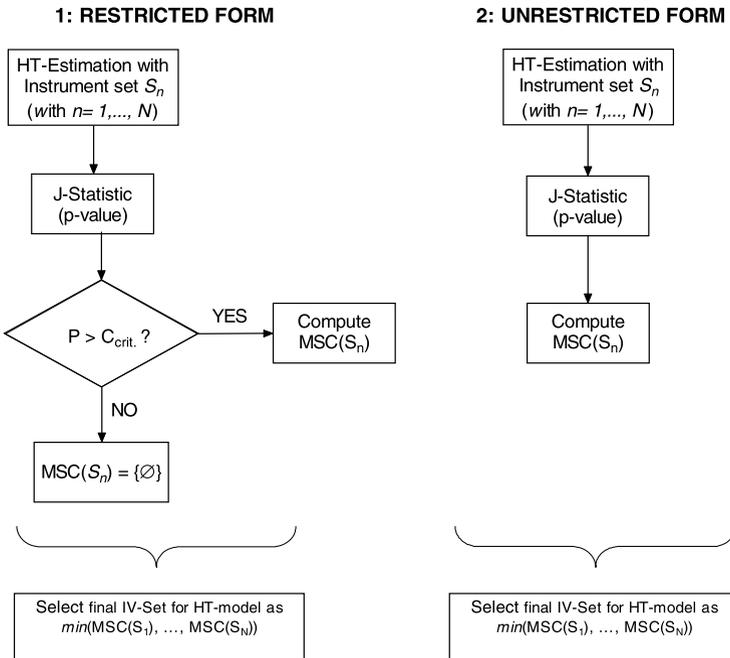 1: RESTRICTED FORM
HT-Estimation with
Instrument set Sn
(with n= 1,..., N)
J-Statistic
(p-value)
P > Ccrit. ?
YES
Compute
MSC(Sn)
NO
MSC(Sn) = {∅}
Select final IV-Set for HT-model as
min(MSC(S1), …, MSC(SN))
2: UNRESTRICTED FORM
HT-Estimation with
Instrument set Sn
(with n= 1,..., N)
J-Statistic
(p-value)
Compute
MSC(Sn)
Select final IV-Set for HT-model as
min(MSC(S1), …, MSC(SN))